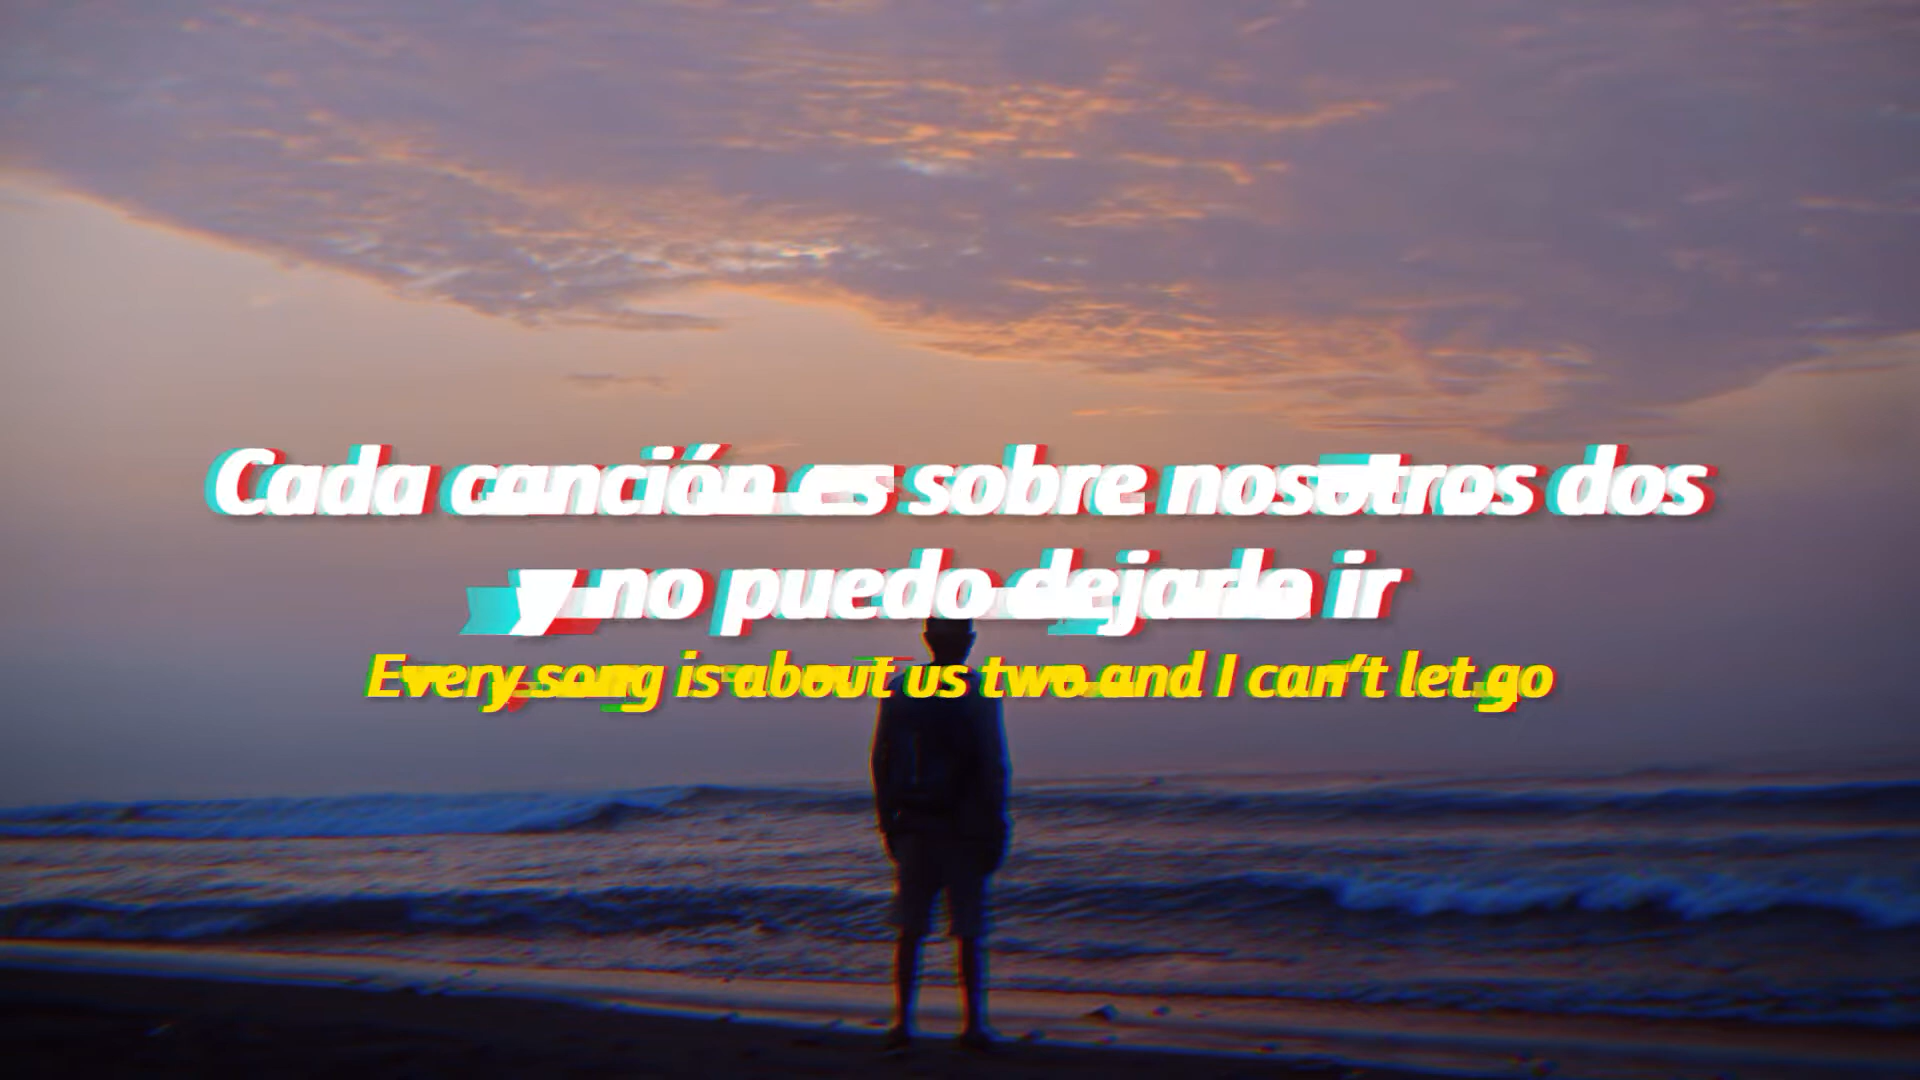 Cada canción es sobre nosotros dos
y no puedo dejarlo ir
Every song is about us two and I can't let go